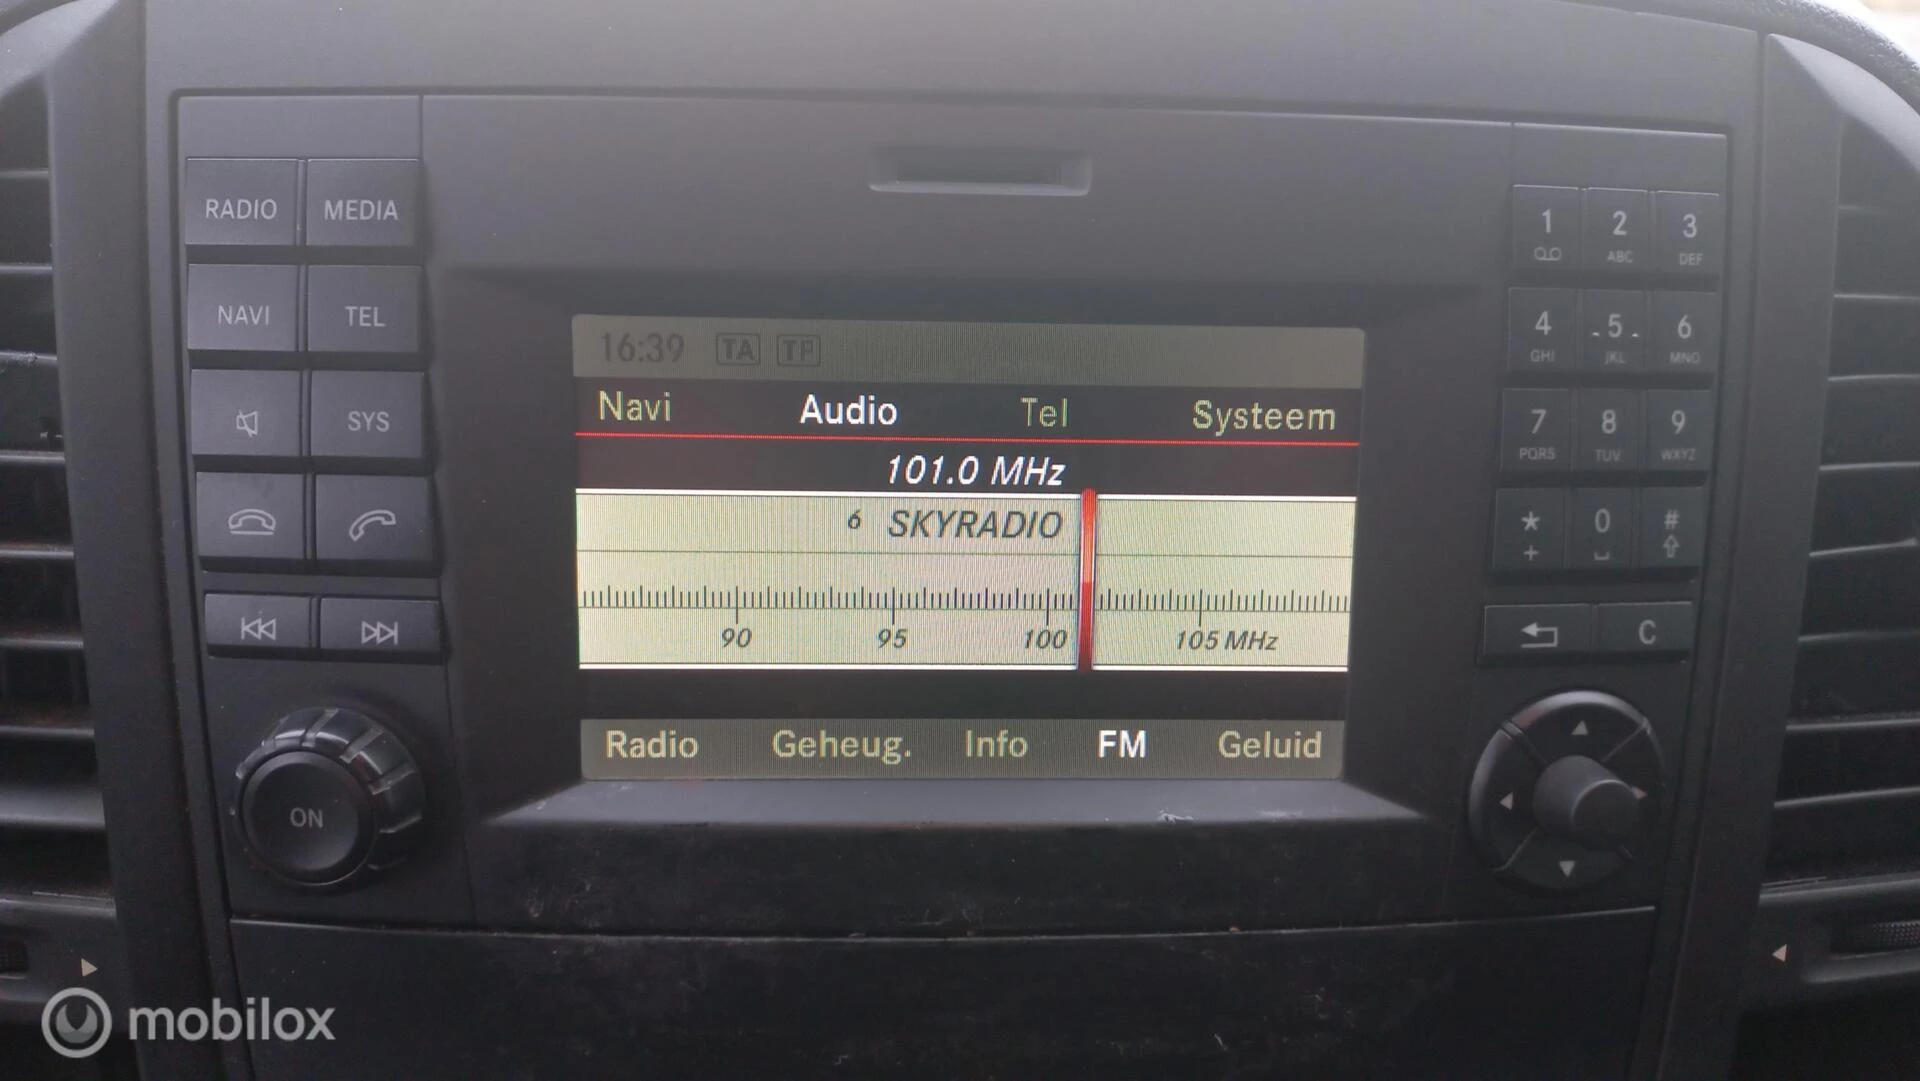 RADIO MEDIA
NAVI TEL
SYS
ON
16:39 TA TP
Navi Audio Tel Systeem
101.0 MHz
6 SKYRADIO
90 95 100 105 MHz
Radio Geheug. Info FM Geluid
1 2 3
ABC DEF
4 5 6
GHI JKL MNO
7 8 9
PQRS TUV WXYZ
* 0 #
+
C
mobilox